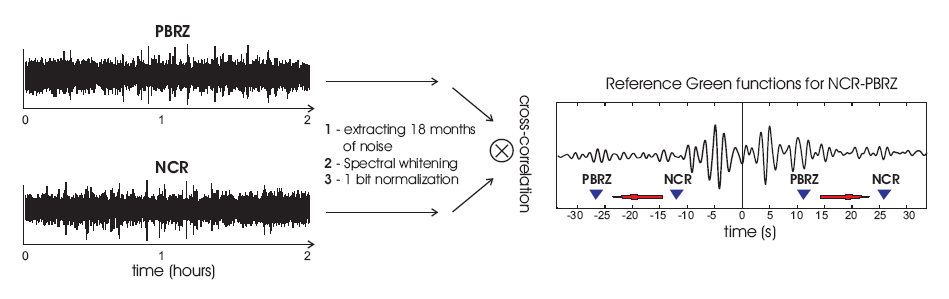 PBRZ
0 1 2
NCR
0 1 2
time (hours)
1 - extracting 18 months
of noise
2 - Spectral whitening
3 - 1 bit normalization
cross-correlation
Reference Green functions for NCR-PBRZ
PBRZ NCR PBRZ NCR
-30 -25 -20 -15 -10 -5 0 5 10 15 20 25 30
time (s)